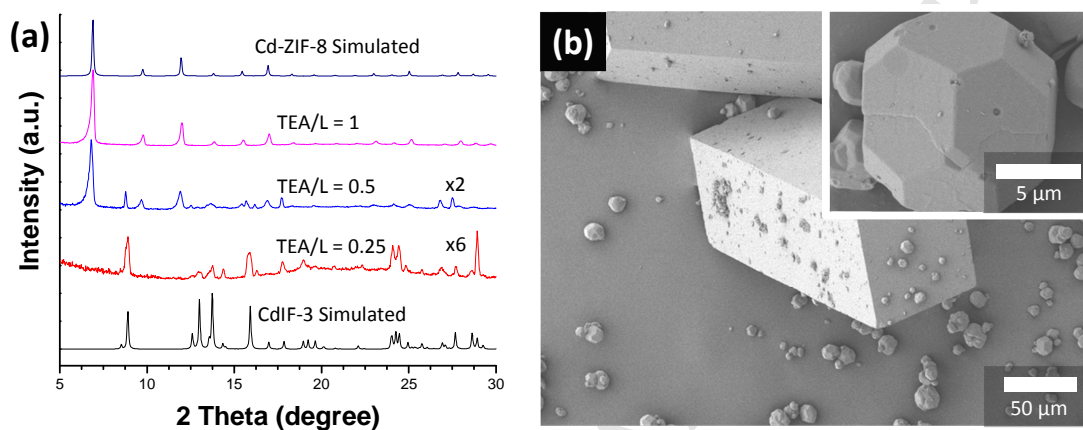 (a)
Cd-ZIF-8 Simulated
TEA/L = 1
TEA/L = 0.5
x2
TEA/L = 0.25
x6
CdIF-3 Simulated
Intensity (a.u.)
5
10
15
20
25
30
2 Theta (degree)
(b)
5 µm
50 µm